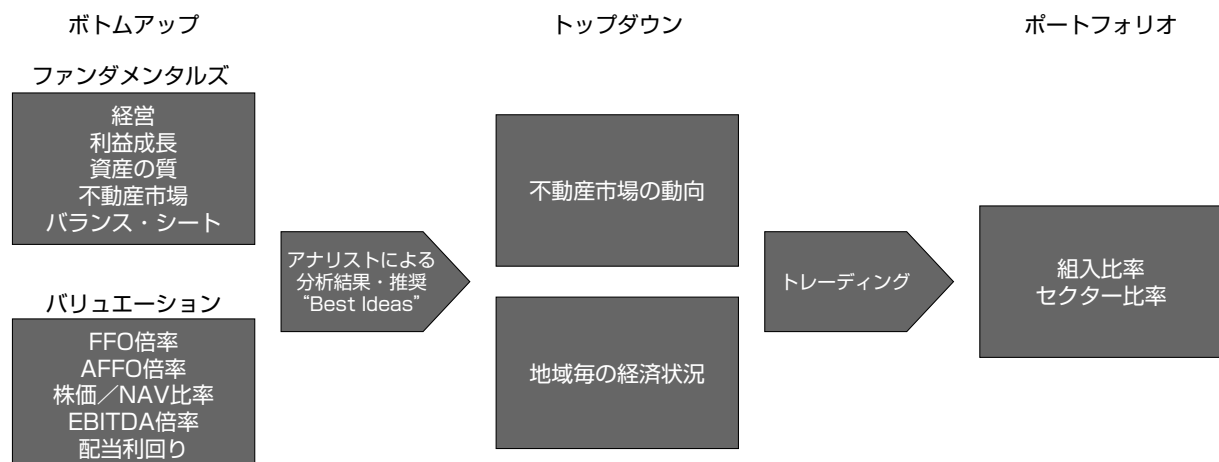 ボトムアップ
トップダウン
ポートフォリオ
ファンダメンタルズ
経営
利益成長
資産の質
不動産市場
バランス・シート
バリュエーション
FFO倍率
AFFO倍率
株価／NAV比率
EBITDA倍率
配当利回り
アナリストによる
分析結果・推奨
“Best Ideas”
不動産市場の動向
地域毎の経済状況
トレーディング
組入比率
セクター比率